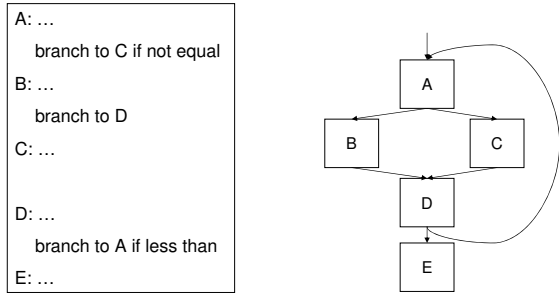 A: …
branch to C if not equal
B: …
branch to D
C: …
D: …
branch to A if less than
E: …
A
B
C
D
E